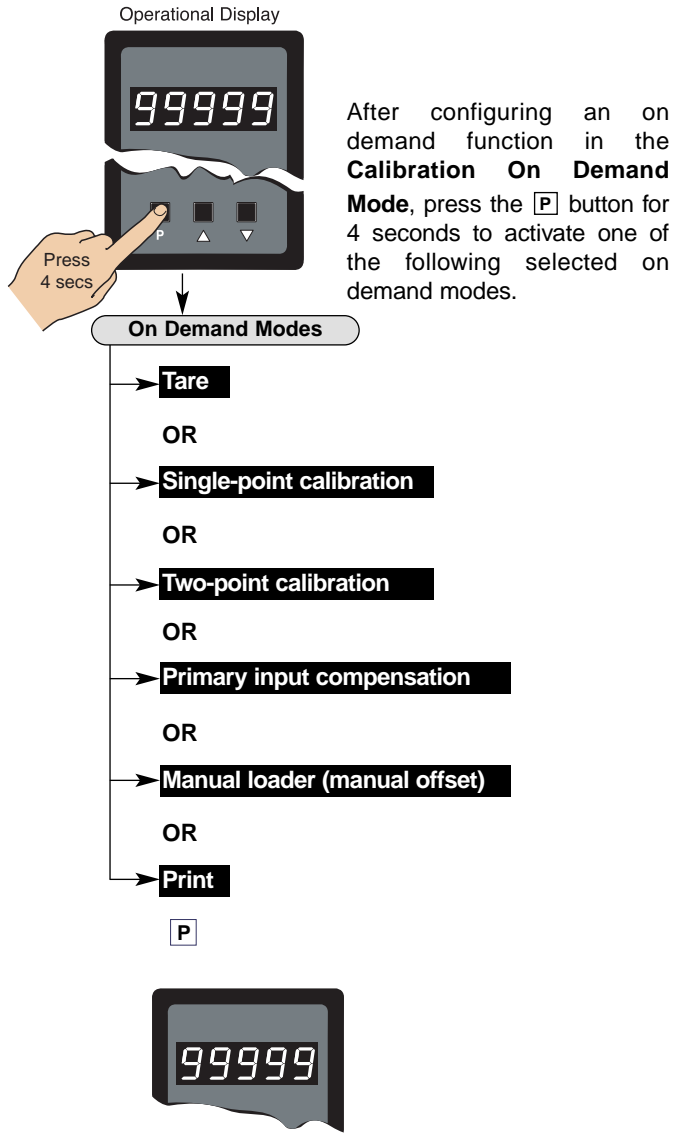 Operational Display
99999
P
Press
4 secs
After configuring an on
demand function in the
Calibration On Demand
Mode, press the P button for
4 seconds to activate one of
the following selected on
demand modes.
On Demand Modes
Tare
OR
Single-point calibration
OR
Two-point calibration
OR
Primary input compensation
OR
Manual loader (manual offset)
OR
Print
P
99999